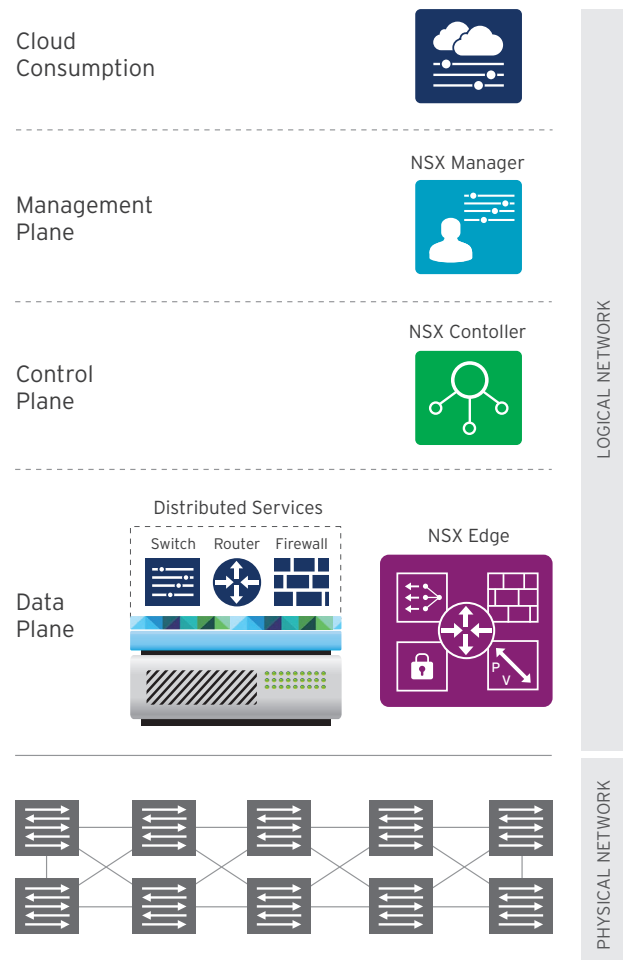 Cloud
Consumption
NSX Manager
Management
Plane
NSX Contoller
Control
Plane
Distributed Services
Switch
Router
Firewall
NSX Edge
Data
Plane
P
V
LOGICAL NETWORK
PHYSICAL NETWORK